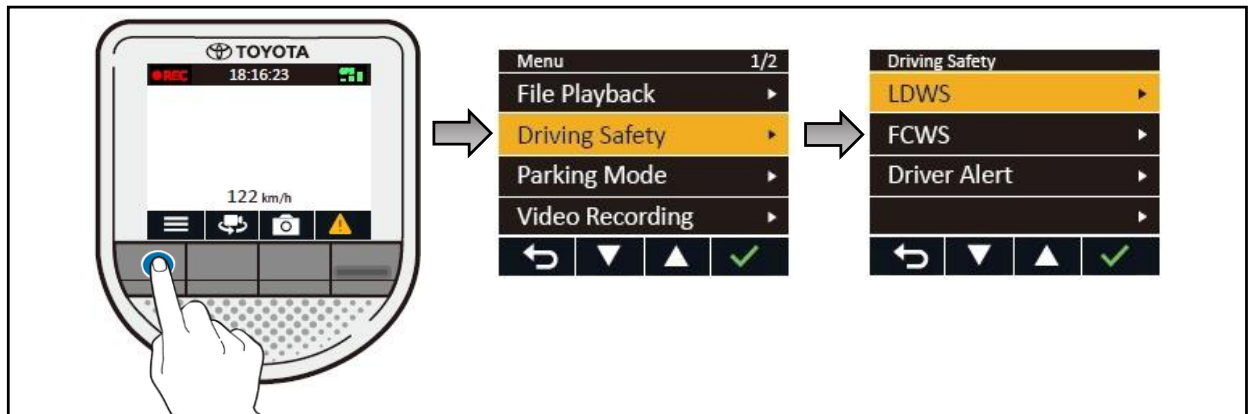 TOYOTA
REC 18:16:23
122 km/h
Menu 1/2
File Playback
Driving Safety
Parking Mode
Video Recording
Driving Safety
LDWS
FCWS
Driver Alert